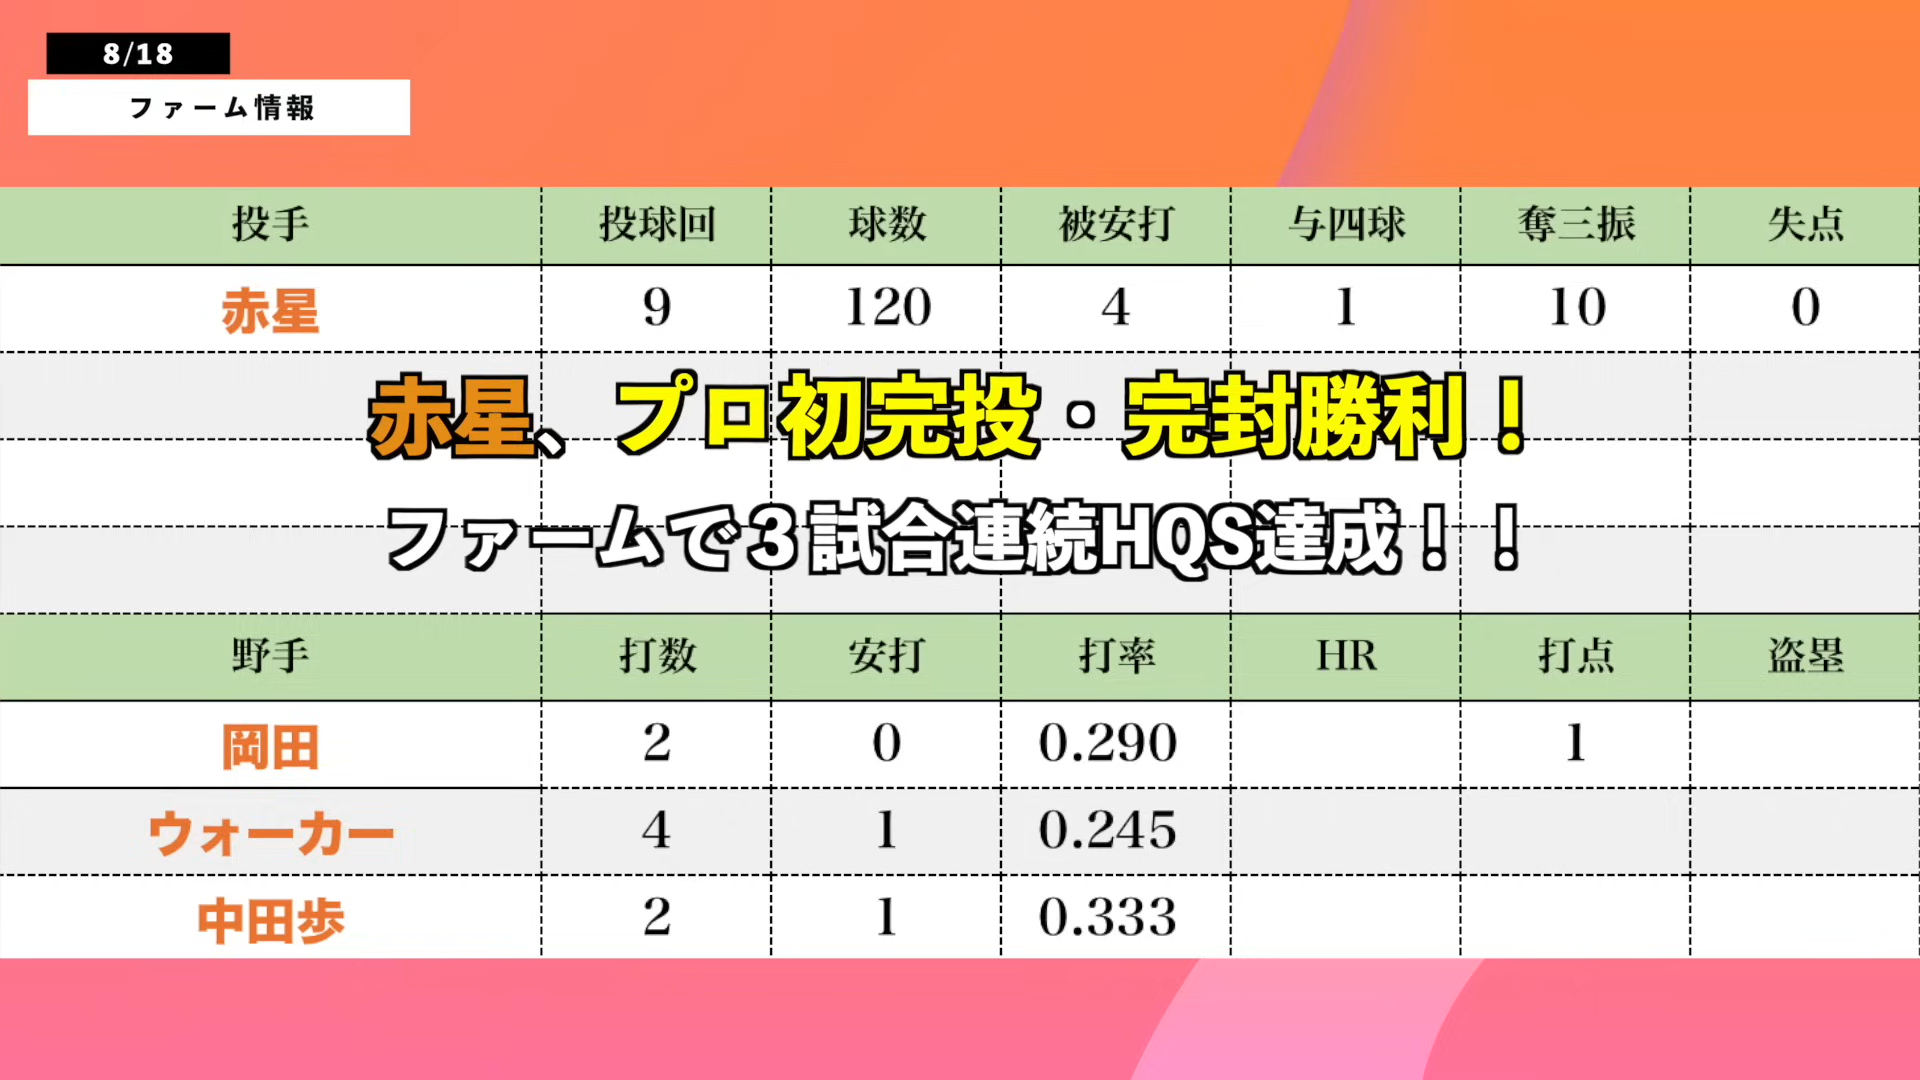 8/18
ファーム情報
投手 投球回 球数 被安打 与四球 奪三振 失点
赤星 9 120 4 1 10 0
赤星、プロ初完投・完封勝利！
ファームで３試合連続HQS達成！！
野手 打数 安打 打率 HR 打点 盗塁
岡田 2 0 0.290 1
ウォーカー 4 1 0.245
中田歩 2 1 0.333